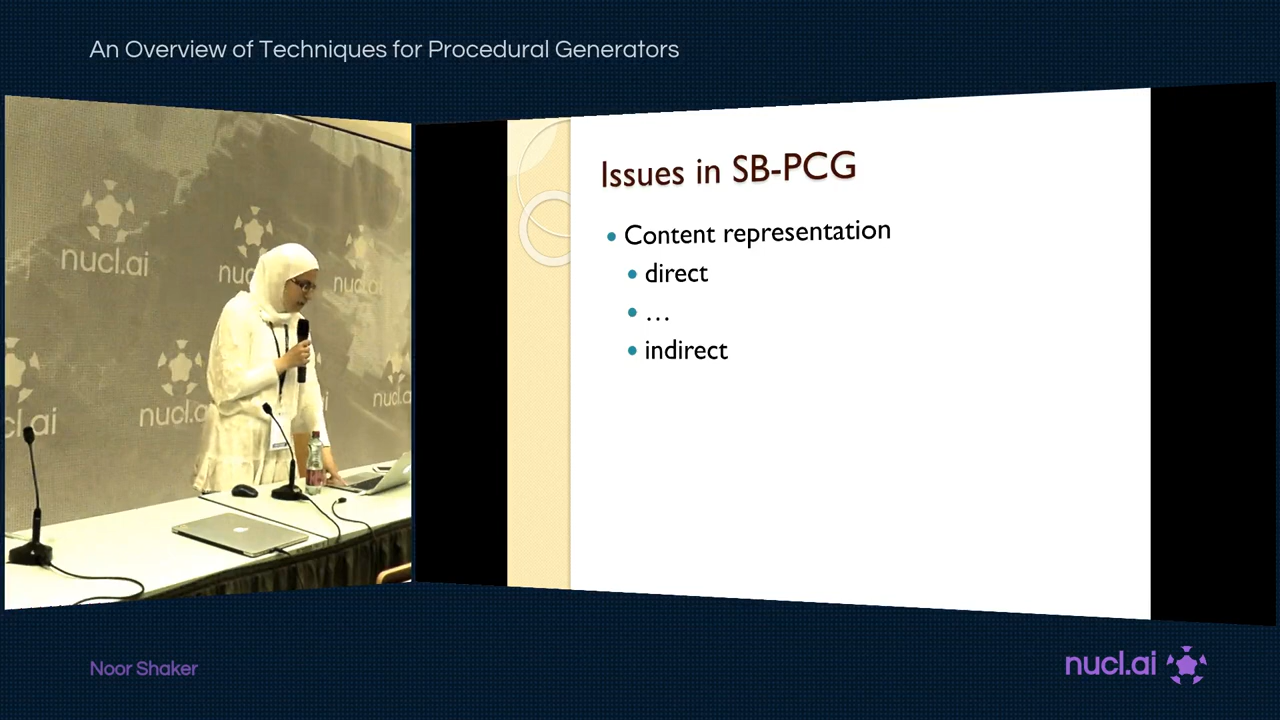 An Overview of Techniques for Procedural Generators
nucl.ai
nucl.ai
nucl.ai
nucl.a
nucl.ai
cl.ai
Issues in SB-PCG
Content representation
direct
…
indirect
Noor Shaker
nucl.ai